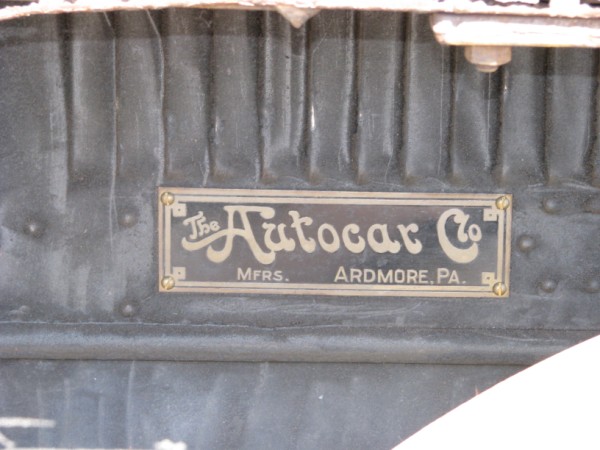 The Autocar Co
MFRS. ARDMORE, PA.